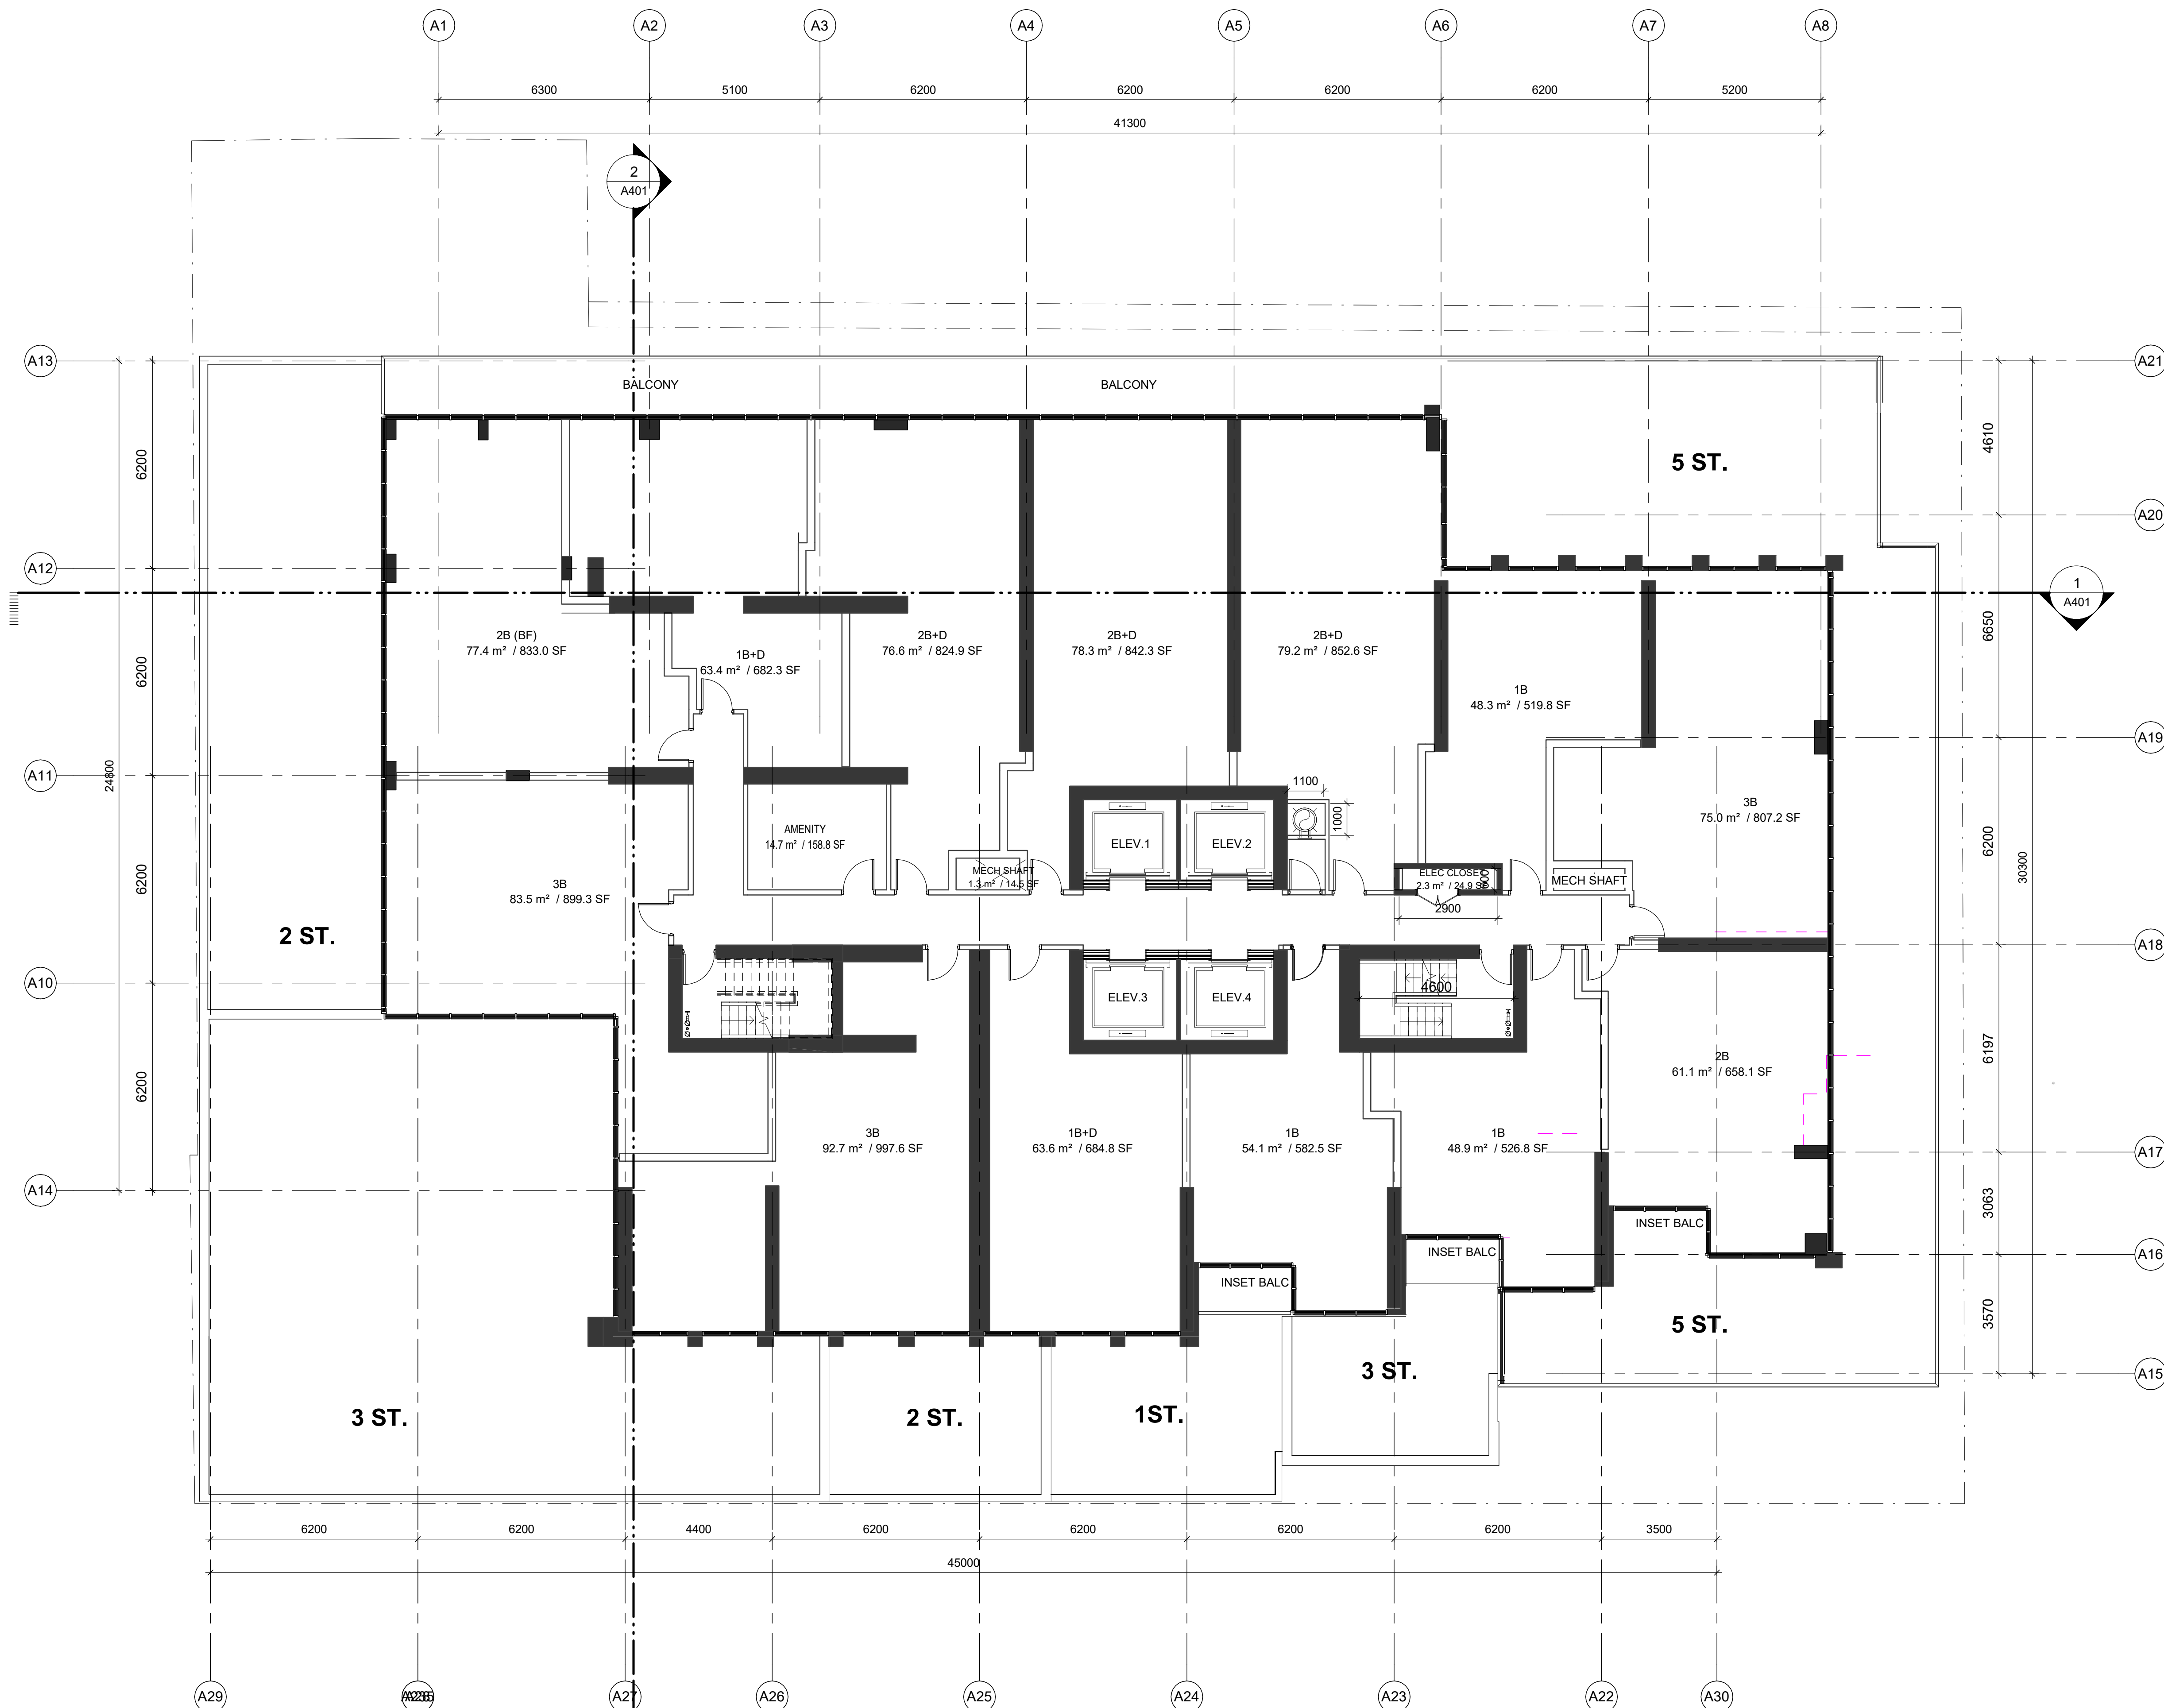 A1
A2
A3
A4
A5
A6
A7
A8
6300
5100
6200
6200
6200
6200
5200
41300
2
A401
A13
A21
BALCONY
BALCONY
6200
4610
5 ST.
A20
A12
1
A401
2B (BF)
77.4 m² / 833.0 SF
1B+D
63.4 m² / 682.3 SF
2B+D
76.6 m² / 824.9 SF
2B+D
78.3 m² / 842.3 SF
2B+D
79.2 m² / 852.6 SF
1B
48.3 m² / 519.8 SF
6200
6650
A19
A11
24800
1100
1000
3B
75.0 m² / 807.2 SF
AMENITY
14.7 m² / 158.8 SF
ELEV.1
ELEV.2
MECH SHAFT
1.3 m² / 14.5 SF
ELEC CLOSET
2.3 m² / 24.9 SF
2900
MECH SHAFT
6200
6200
30300
3B
83.5 m² / 899.3 SF
2 ST.
A18
A10
ELEV.3
ELEV.4
4600
6200
6197
2B
61.1 m² / 658.1 SF
3B
92.7 m² / 997.6 SF
1B+D
63.6 m² / 684.8 SF
1B
54.1 m² / 582.5 SF
1B
48.9 m² / 526.8 SF
A17
A14
3063
INSET BALC
INSET BALC
INSET BALC
A16
3570
5 ST.
3 ST.
A15
3 ST.
2 ST.
1ST.
6200
6200
4400
6200
6200
6200
6200
3500
45000
A29
A27
A26
A25
A24
A23
A22
A30